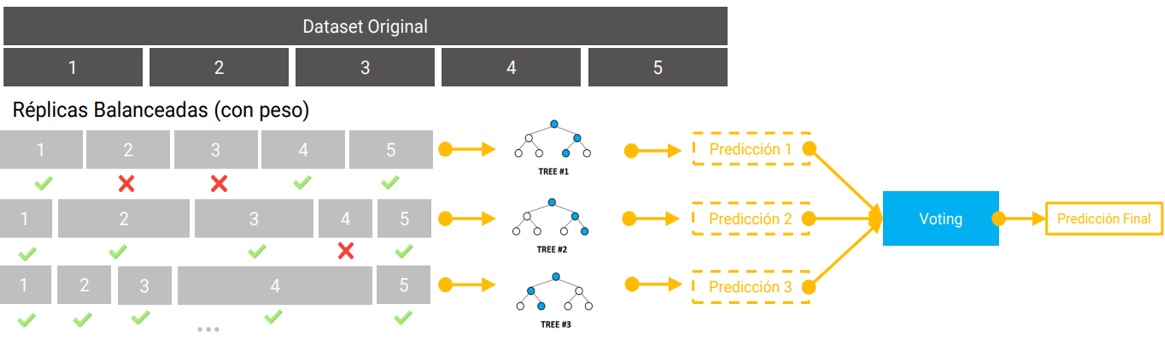 Dataset Original
1 2 3 4 5
Réplicas Balanceadas (con peso)
1 2 3 4 5
TREE #1
Predicción 1
1 2 3 4 5
TREE #2
Predicción 2
Voting
Predicción Final
1 2 3 4 5
TREE #3
Predicción 3
...